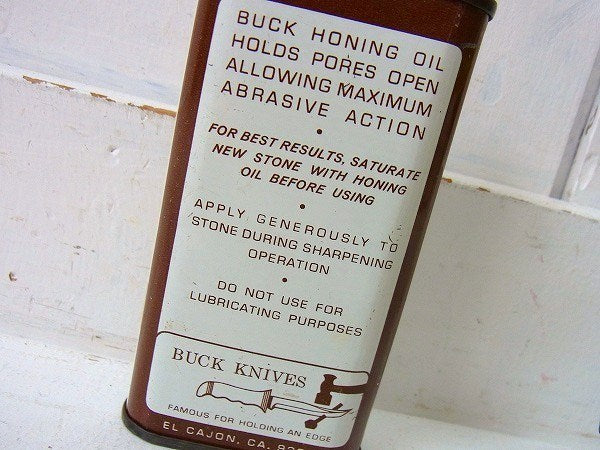 BUCK HONING OIL
HOLDS PORES OPEN
ALLOWING MAXIMUM
ABRASIVE ACTION
•
FOR BEST RESULTS, SATURATE
NEW STONE WITH HONING
OIL BEFORE USING
•
APPLY GENEROUSLY TO
STONE DURING SHARPENING
OPERATION
•
DO NOT USE FOR
LUBRICATING PURPOSES
BUCK KNIVES
FAMOUS FOR HOLDING AN EDGE
EL CAJON, CA.